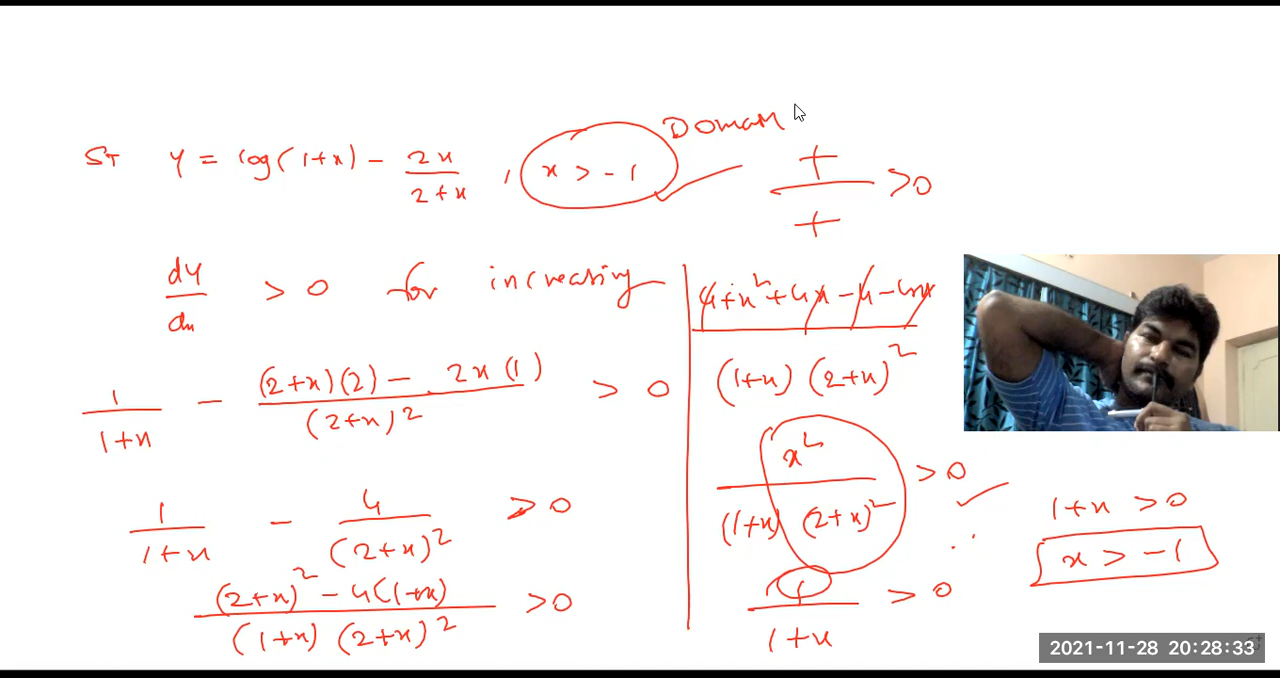 ST y = log(1+x) - 2x/(2+x) , x > -1 Domain
+/+ > 0
dy/dx > 0 for increasing
1/(1+x) - ((2+x)(2) - 2x(1))/(2+x)² > 0
1/(1+x) - 4/(2+x)² > 0
((2+x)² - 4(1+x))/((1+x)(2+x)²) > 0
(4+x²+4x-4-4x)/((1+x)(2+x)²)
x²/((1+x)(2+x)²) > 0
1/(1+x) > 0
∴ 1+x > 0
x > -1
2021-11-28 20:28:33